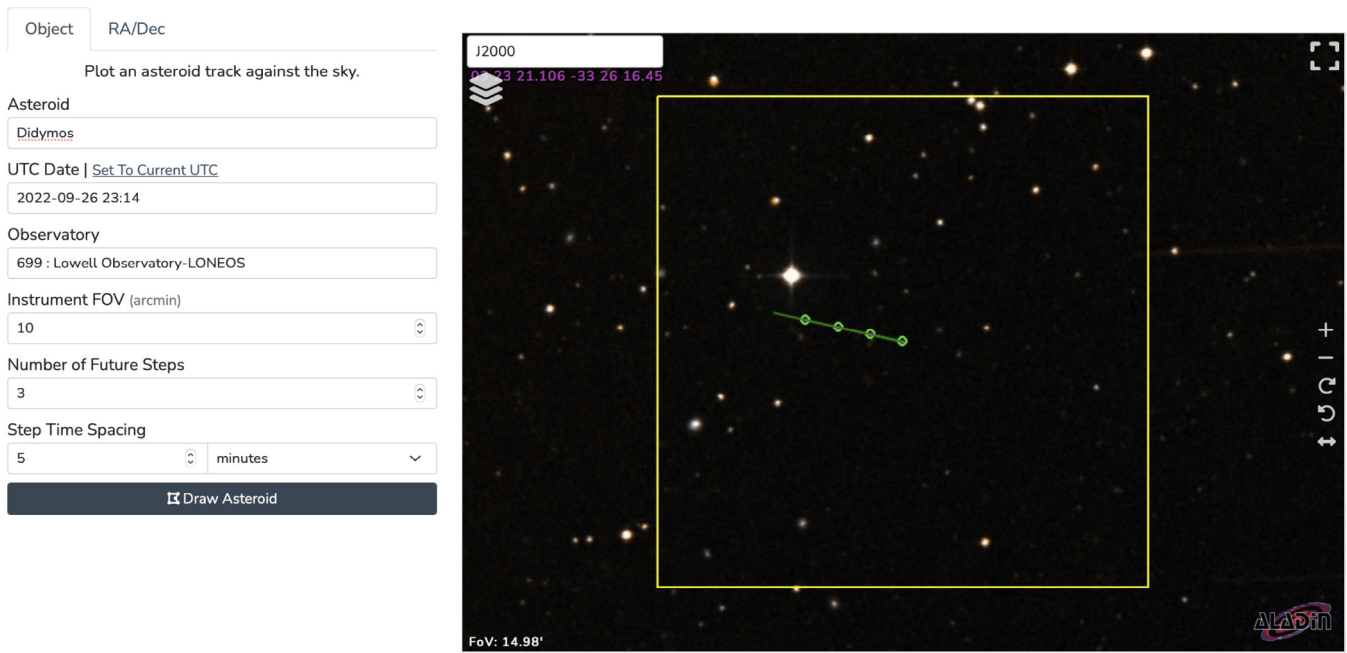 Object
RA/Dec
Plot an asteroid track against the sky.
Asteroid
Didymos
UTC Date | Set To Current UTC
2022-09-26 23:14
Observatory
699 : Lowell Observatory-LONEOS
Instrument FOV (arcmin)
10
Number of Future Steps
3
Step Time Spacing
5
minutes
Draw Asteroid
J2000
23 21.106 -33 26 16.45
FoV: 14.98'
ALADIN